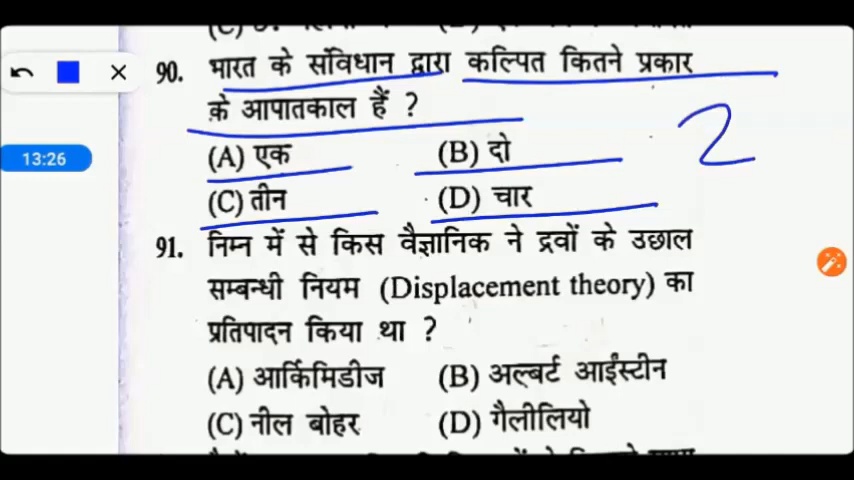 90. भारत के संविधान द्वारा कल्पित कितने प्रकार
के आपातकाल हैं ?
2
13:26
(A) एक (B) दो
(C) तीन (D) चार
91. निम्न में से किस वैज्ञानिक ने द्रवों के उछाल
सम्बन्धी नियम (Displacement theory) का
प्रतिपादन किया था ?
(A) आर्किमिडीज (B) अल्बर्ट आईंस्टीन
(C) नील बोहर (D) गैलीलियो